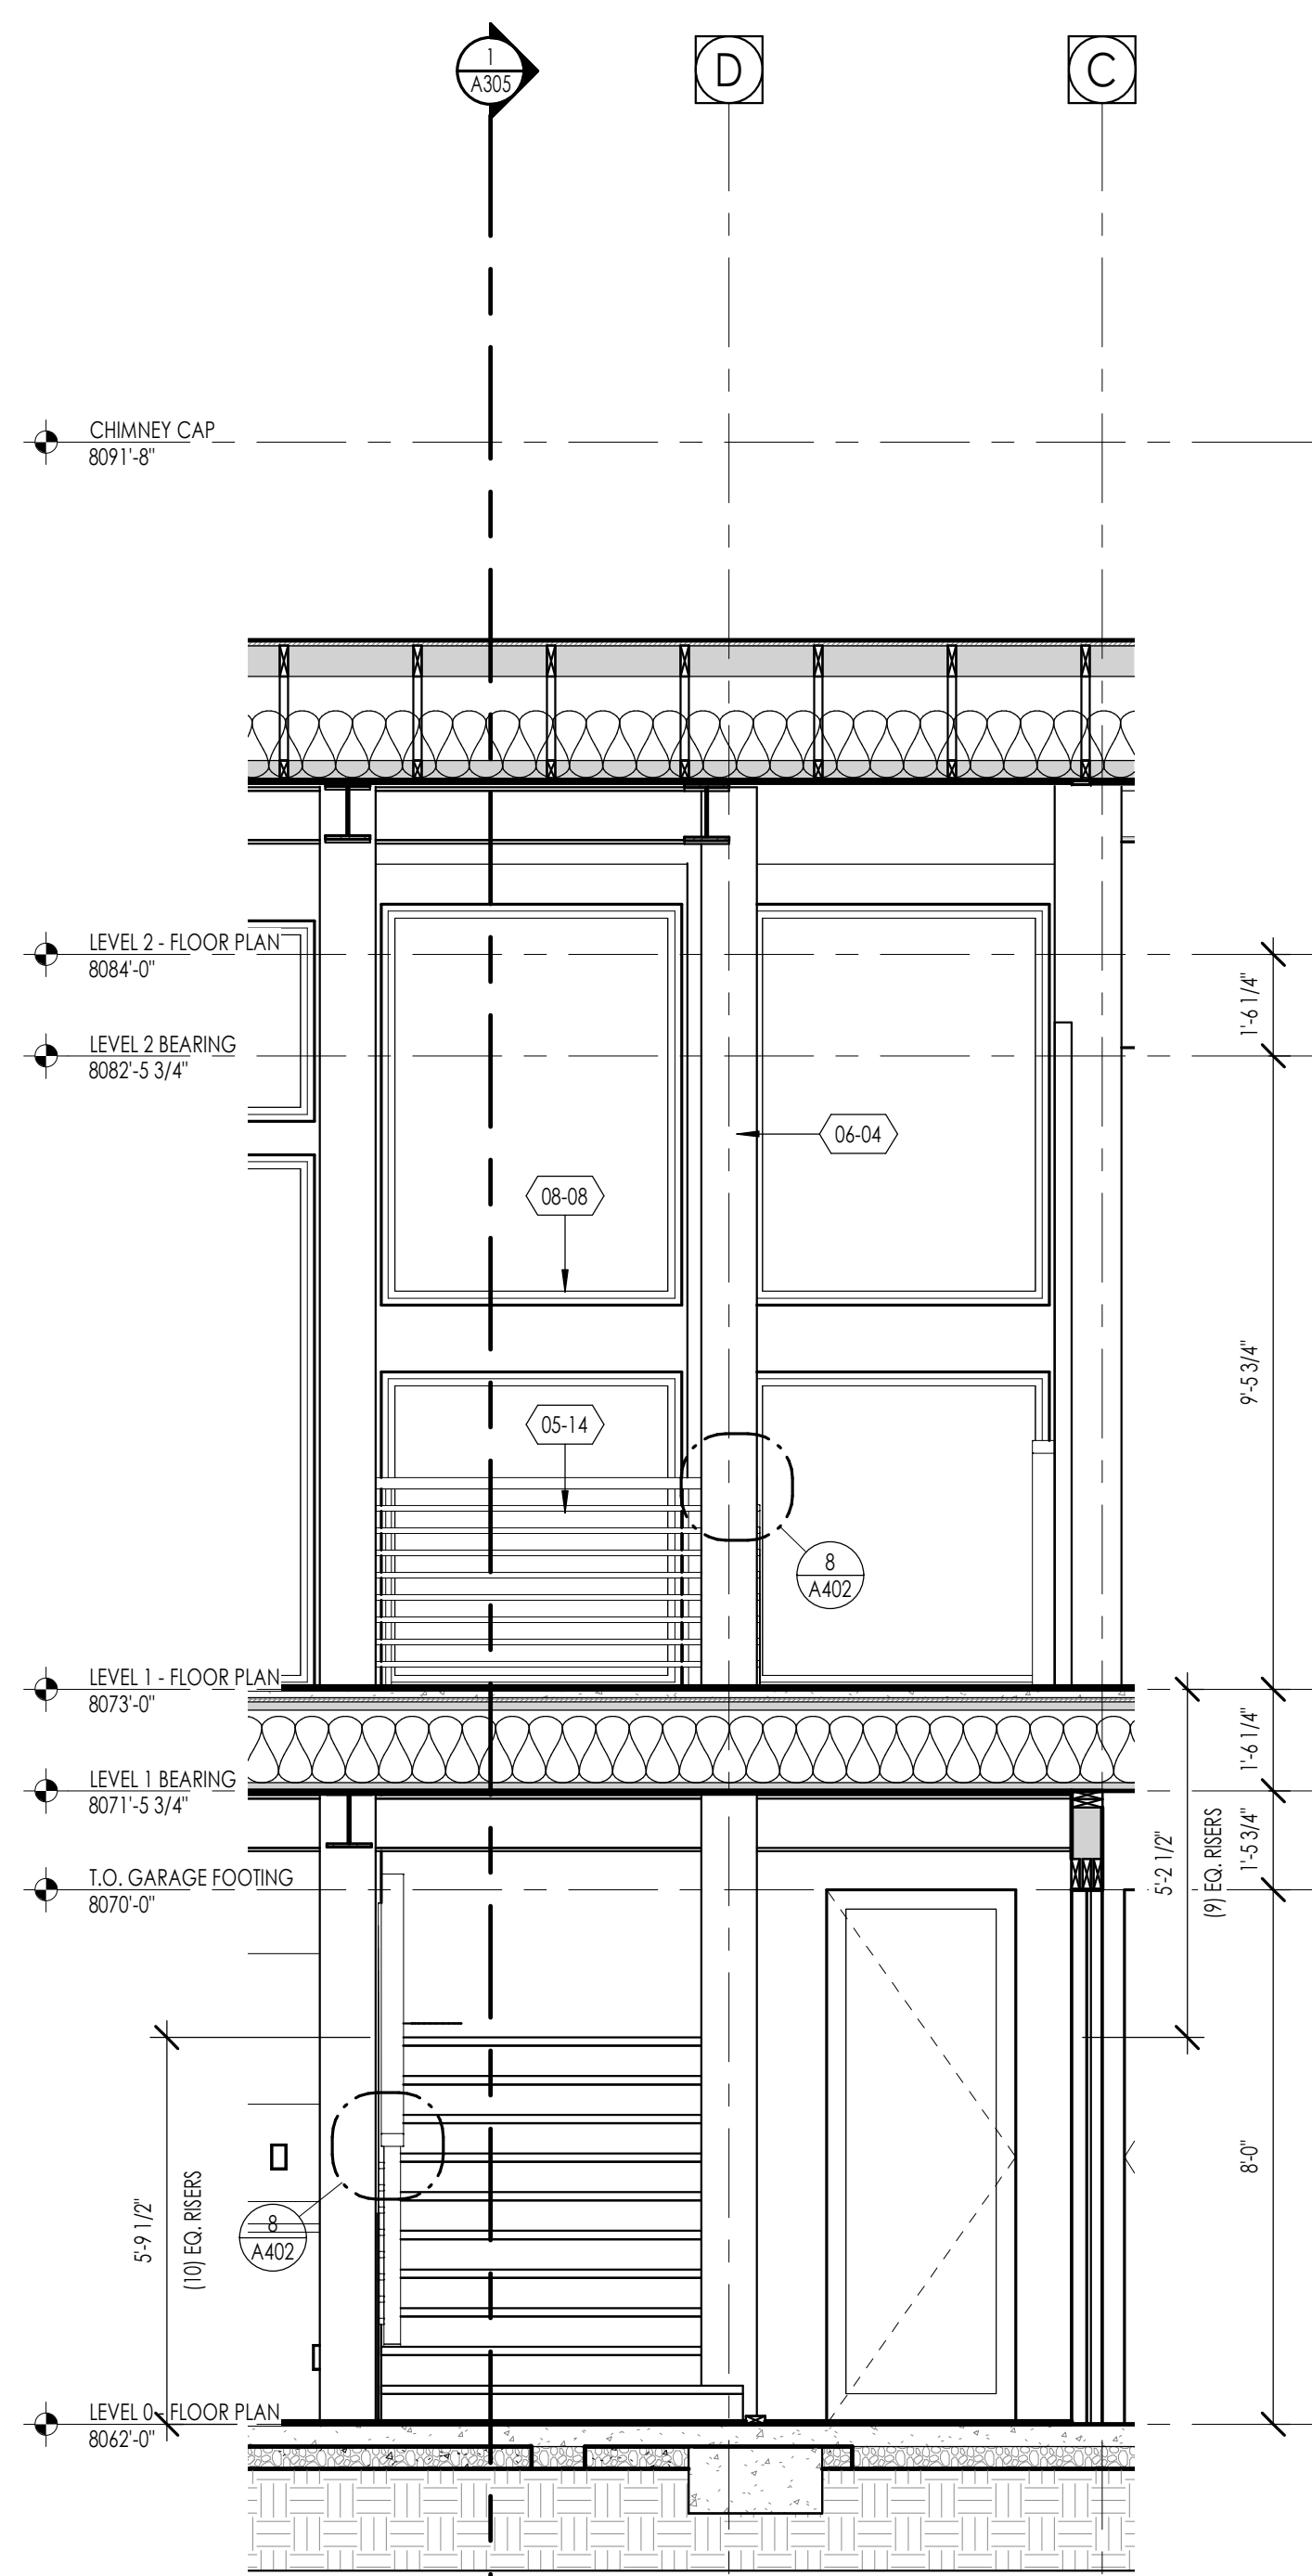 1
A305
D
C
CHIMNEY CAP
8091'-8"
LEVEL 2 - FLOOR PLAN
8084'-0"
1'-6 1/4"
LEVEL 2 BEARING
8082'-5 3/4"
06-04
08-08
9'-5 3/4"
05-14
8
A402
LEVEL 1 - FLOOR PLAN
8073'-0"
1'-6 1/4"
LEVEL 1 BEARING
8071'-5 3/4"
1'-5 3/4"
5'-2 1/2"
(9) EQ. RISERS
T.O. GARAGE FOOTING
8070'-0"
8'-0"
5'-9 1/2"
(10) EQ. RISERS
8
A402
LEVEL 0 - FLOOR PLAN
8062'-0"